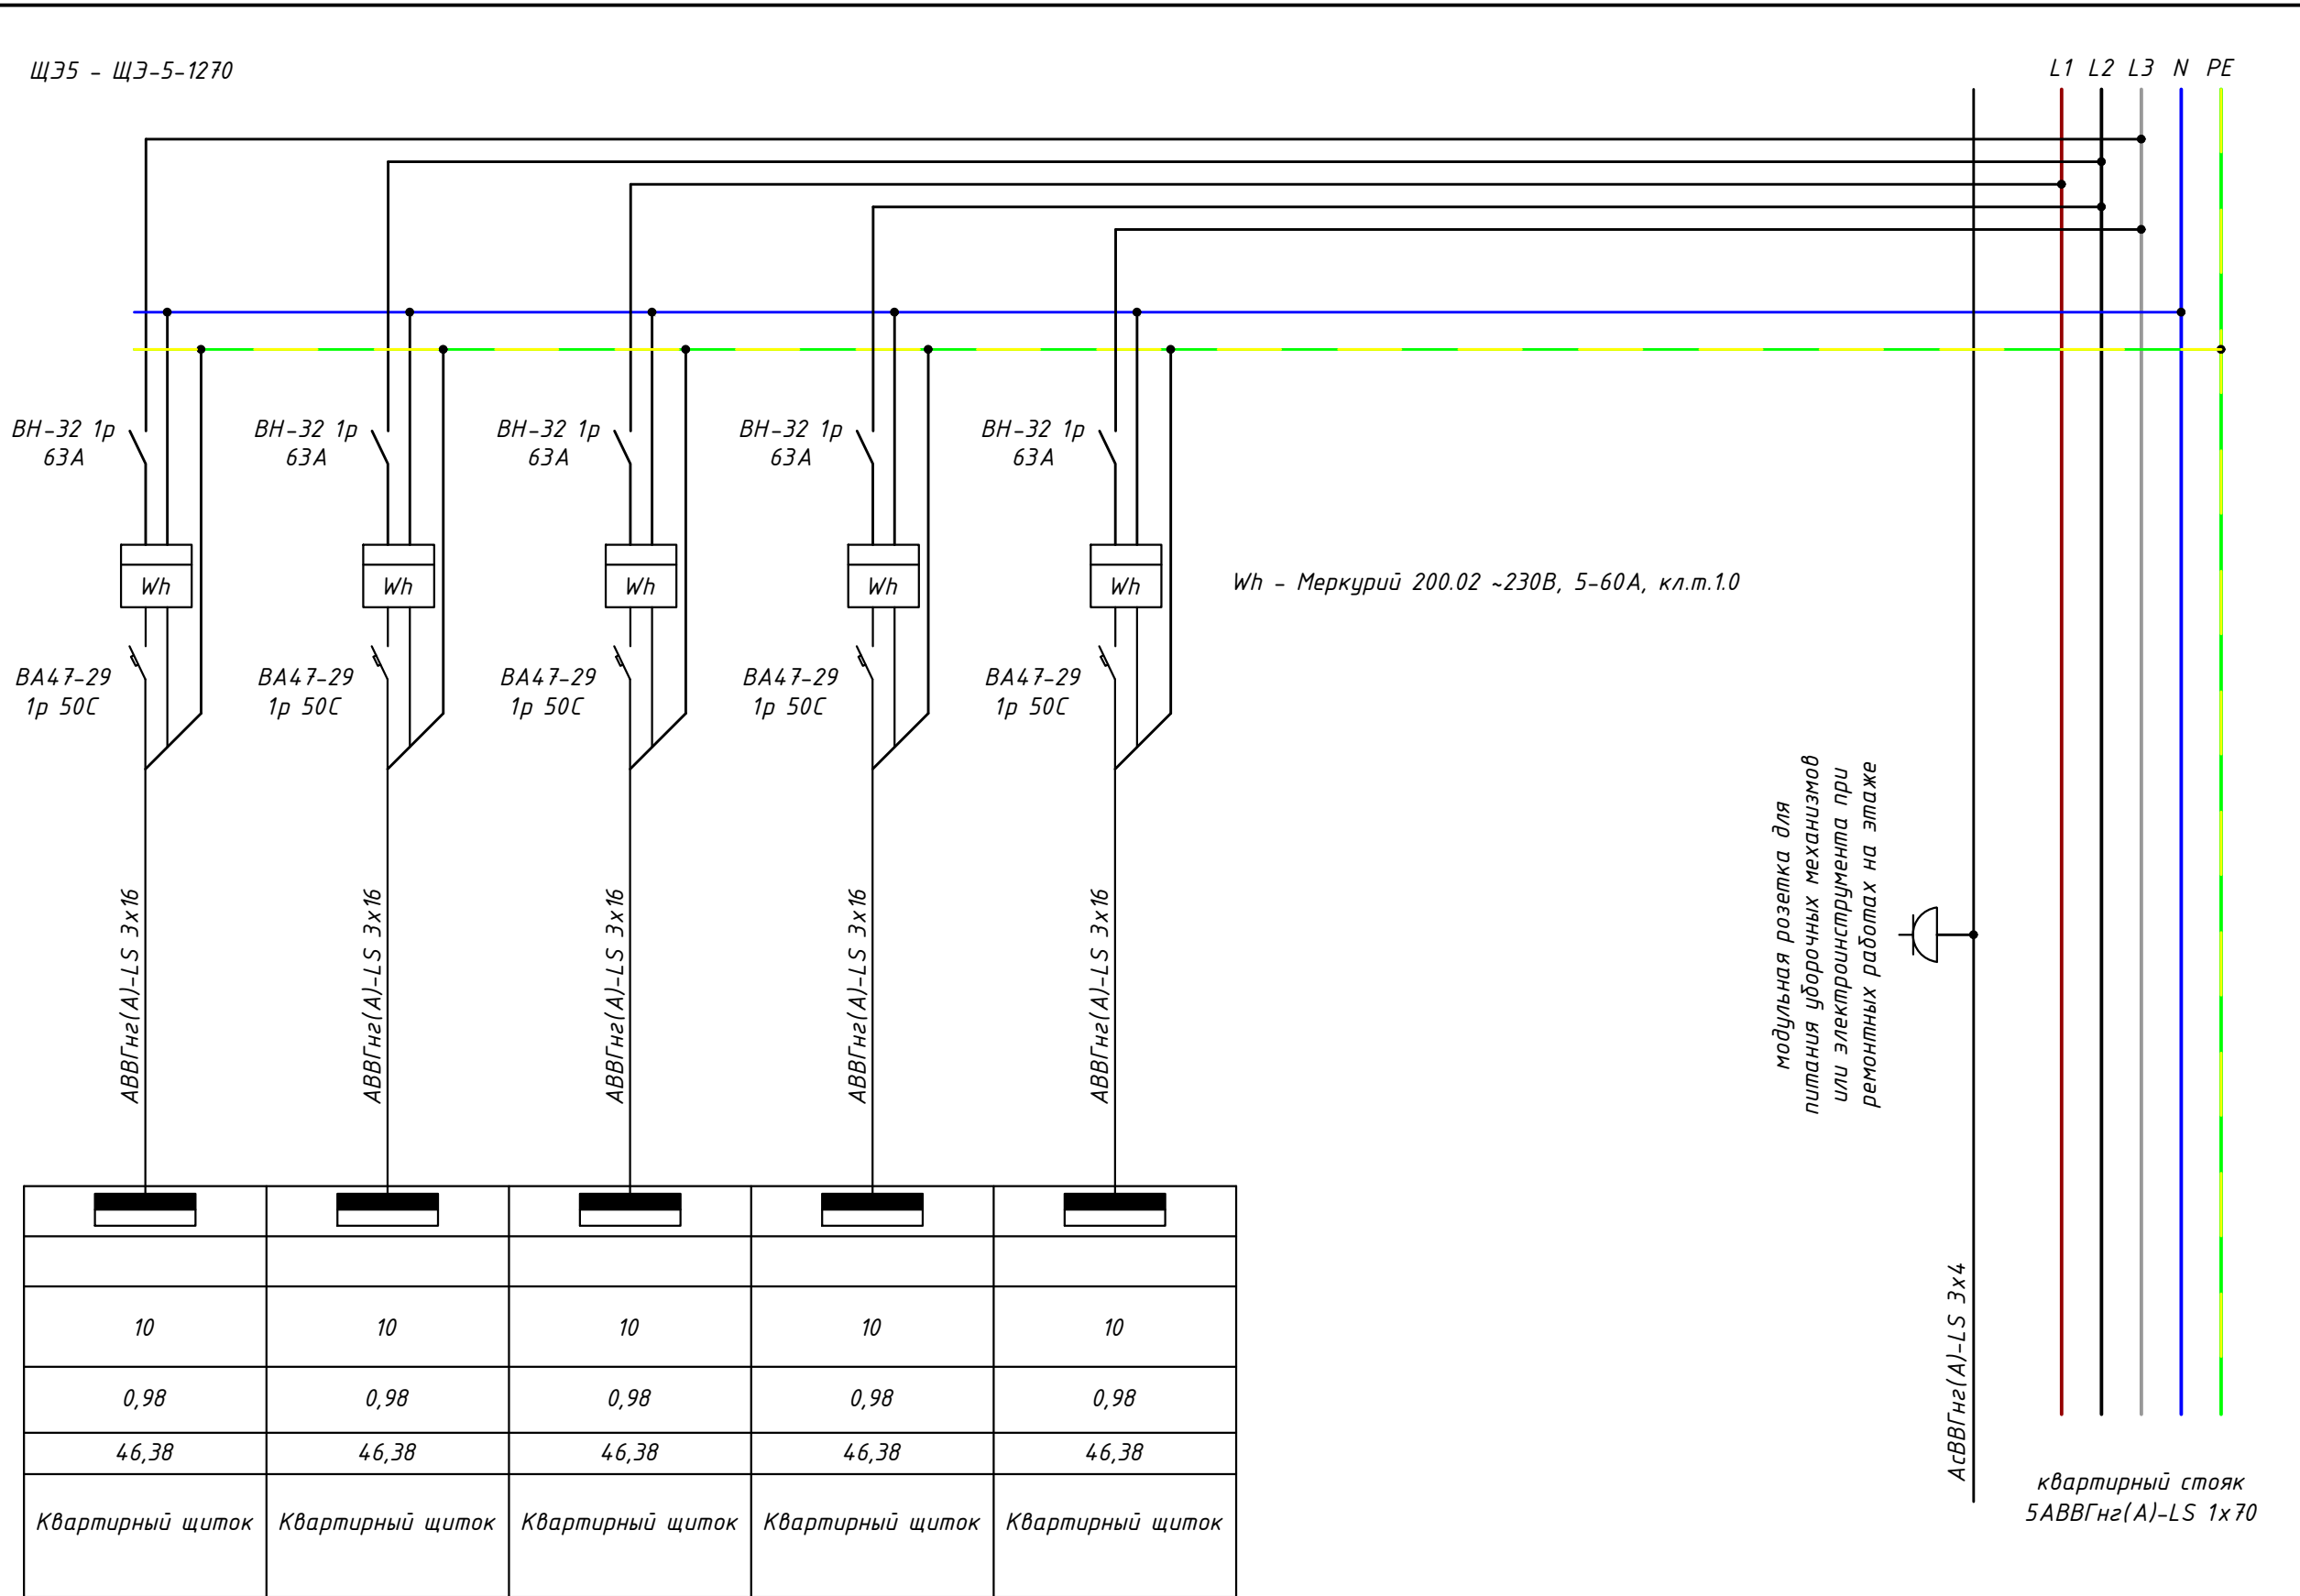 ЩЭ5 - ЩЭ-5-1270
L1 L2 L3 N PE
ВН-32 1р
63А
ВН-32 1р
63А
ВН-32 1р
63А
ВН-32 1р
63А
ВН-32 1р
63А
Wh
Wh
Wh
Wh
Wh
Wh - Меркурий 200.02 ~230В, 5-60А, кл.т.1.0
ВА47-29
1р 50С
ВА47-29
1р 50С
ВА47-29
1р 50С
ВА47-29
1р 50С
ВА47-29
1р 50С
модульная розетка для
питания уборочных механизмов
или электроинструмента при
ремонтных работах на этаже
АВВГнг(А)-LS 3х16
АВВГнг(А)-LS 3х16
АВВГнг(А)-LS 3х16
АВВГнг(А)-LS 3х16
АВВГнг(А)-LS 3х16
АсВВГнг(А)-LS 3х4
10 10 10 10 10
0,98 0,98 0,98 0,98 0,98
46,38 46,38 46,38 46,38 46,38
Квартирный щиток Квартирный щиток Квартирный щиток Квартирный щиток Квартирный щиток
квартирный стояк
5АВВГнг(А)-LS 1х70